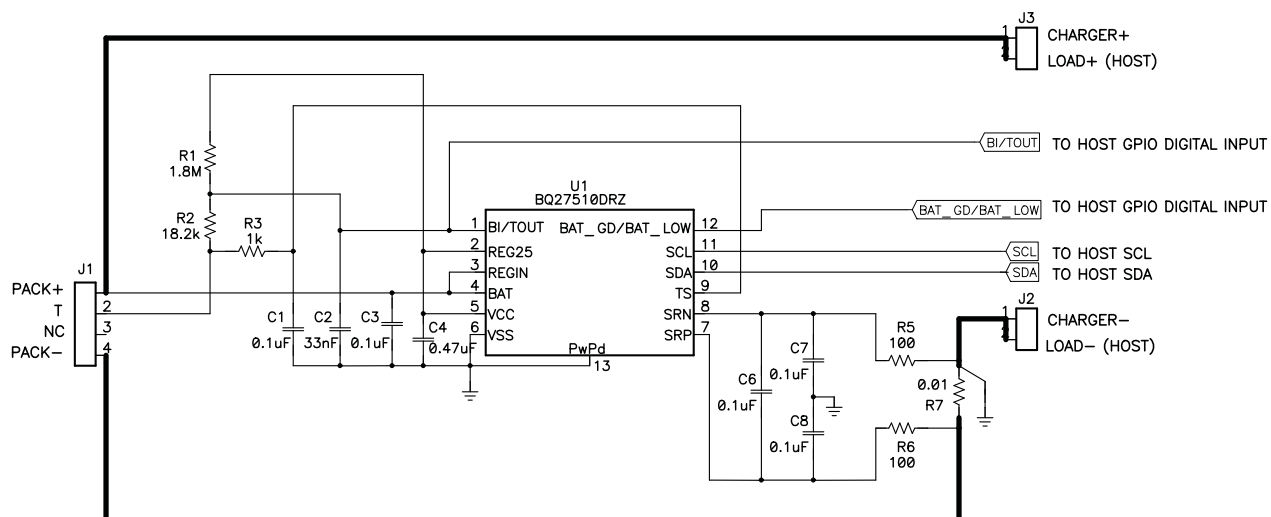 J3
1
CHARGER+
LOAD+ (HOST)
BI/TOUT TO HOST GPIO DIGITAL INPUT
R1
1.8M
U1
BQ27510DRZ
BAT_GD/BAT_LOW TO HOST GPIO DIGITAL INPUT
R2
18.2k
R3
1k
1 BI/TOUT BAT_GD/BAT_LOW 12
2 REG25 SCL 11
SCL TO HOST SCL
3 REGIN SDA 10
SDA TO HOST SDA
4 BAT TS 9
5 VCC SRN 8
6 VSS SRP 7
PwPd
13
J1
PACK+ 1
T 2
NC 3
PACK- 4
C1
0.1uF
C2
33nF
C3
0.1uF
C4
0.47uF
J2
1
CHARGER-
LOAD- (HOST)
R5
100
C7
0.1uF
C6
0.1uF
0.01
R7
C8
0.1uF
R6
100